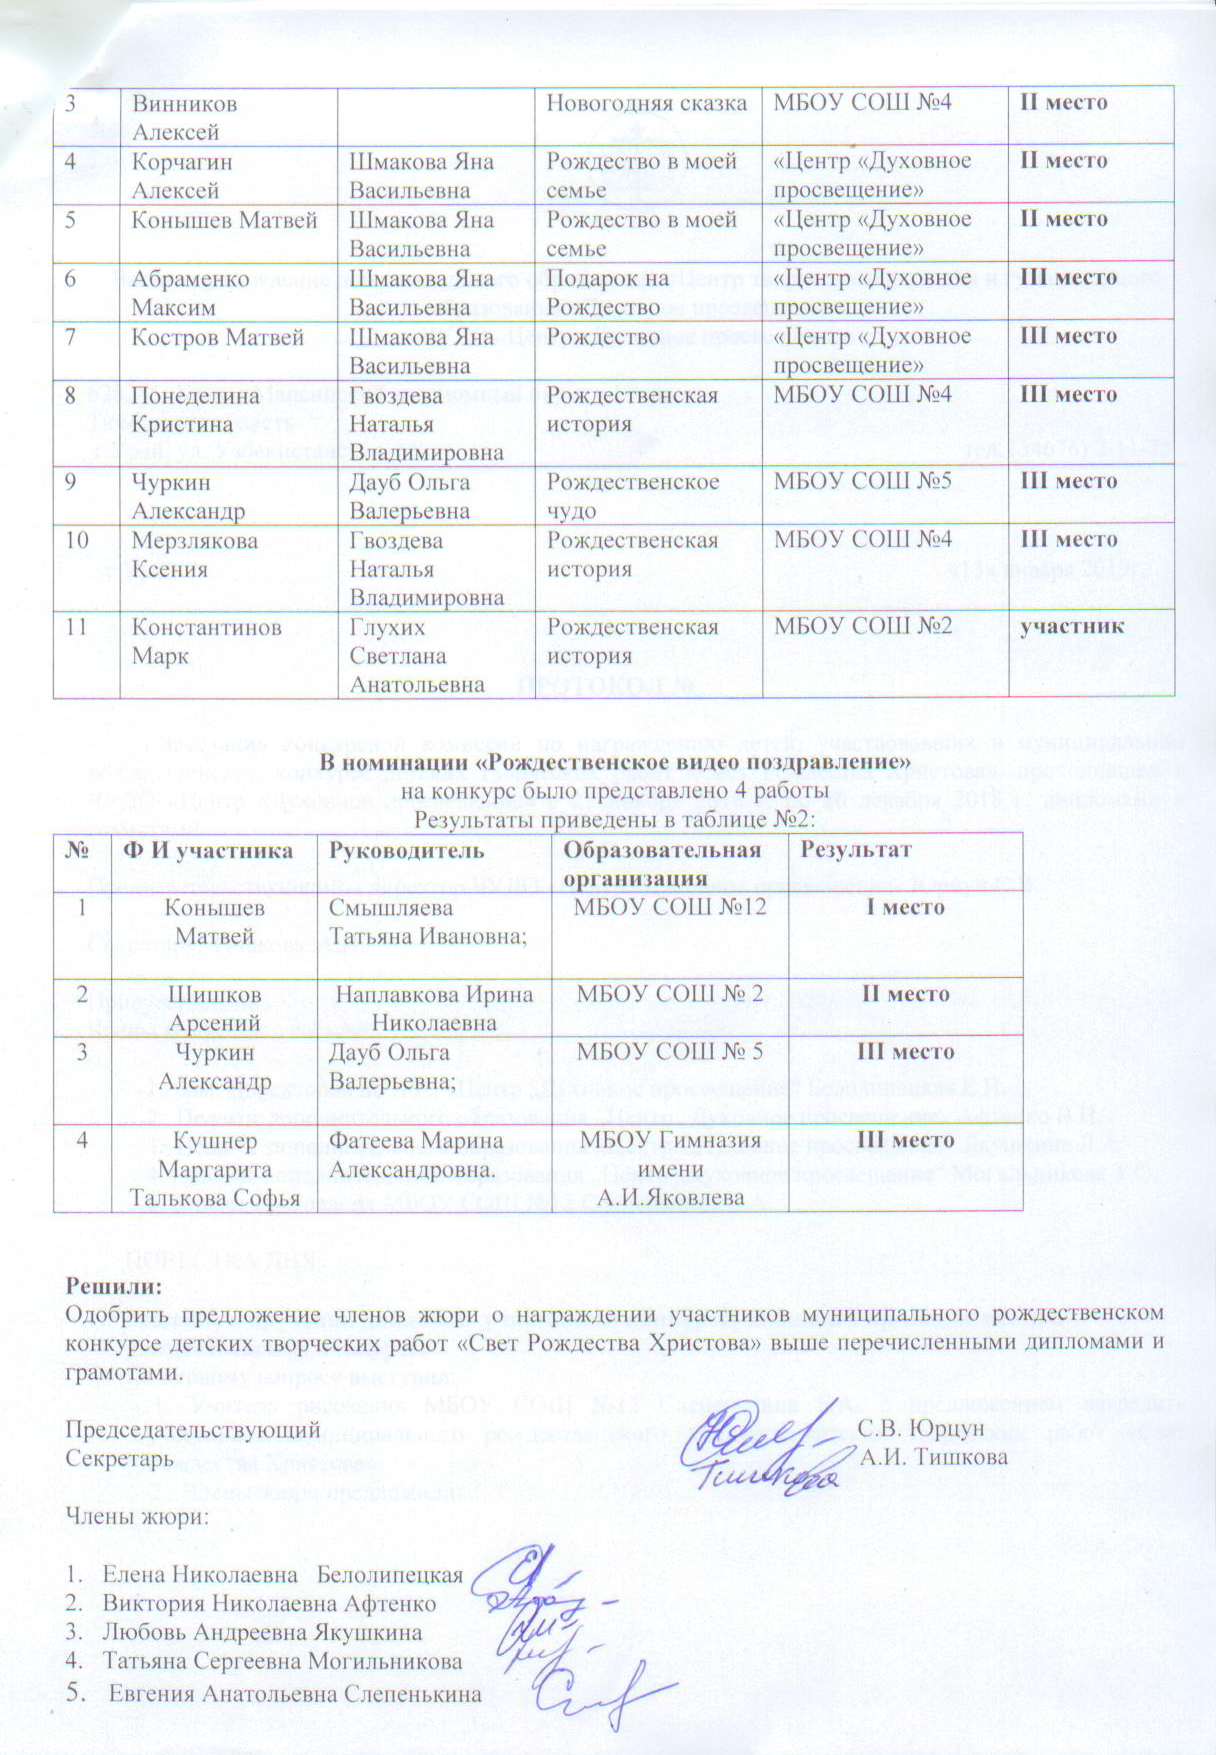 3 Винников Новогодняя сказка МБОУ СОШ №4 II место
Алексей
4 Корчагин Шмакова Яна Рождество в моей «Центр «Духовное II место
Алексей Васильевна семье просвещение»
5 Конышев Матвей Шмакова Яна Рождество в моей «Центр «Духовное II место
Васильевна семье просвещение»
6 Абраменко Шмакова Яна Подарок на «Центр «Духовное III место
Максим Васильевна Рождество просвещение»
7 Костров Матвей Шмакова Яна Рождество «Центр «Духовное III место
Васильевна просвещение»
8 Понеделина Гвоздева Рождественская МБОУ СОШ №4 III место
Кристина Наталья история
Владимировна
9 Чуркин Дауб Ольга Рождественское МБОУ СОШ №5 III место
Александр Валерьевна чудо
10 Мерзлякова Гвоздева Рождественская МБОУ СОШ №4 III место
Ксения Наталья история
Владимировна
11 Константинов Глухих Рождественская МБОУ СОШ №2 участник
Марк Светлана история
Анатольевна
В номинации «Рождественское видео поздравление»
на конкурс было представлено 4 работы
Результаты приведены в таблице №2:
№ Ф И участника Руководитель Образовательная Результат
организация
1 Конышев Смышляева МБОУ СОШ №12 I место
Матвей Татьяна Ивановна;
2 Шишков Наплавкова Ирина МБОУ СОШ № 2 II место
Арсений Николаевна
3 Чуркин Дауб Ольга МБОУ СОШ № 5 III место
Александр Валерьевна;
4 Кушнер Фатеева Марина МБОУ Гимназия III место
Маргарита Александровна. имени
Талькова Софья А.И.Яковлева
Решили:
Одобрить предложение членов жюри о награждении участников муниципального рождественском
конкурсе детских творческих работ «Свет Рождества Христова» выше перечисленными дипломами и
грамотами.
Председательствующий С.В. Юрцун
Секретарь Тишкова А.И. Тишкова
Члены жюри:
1. Елена Николаевна Белолипецкая
2. Виктория Николаевна Афтенко
3. Любовь Андреевна Якушкина
4. Татьяна Сергеевна Могильникова
5. Евгения Анатольевна Слепенькина